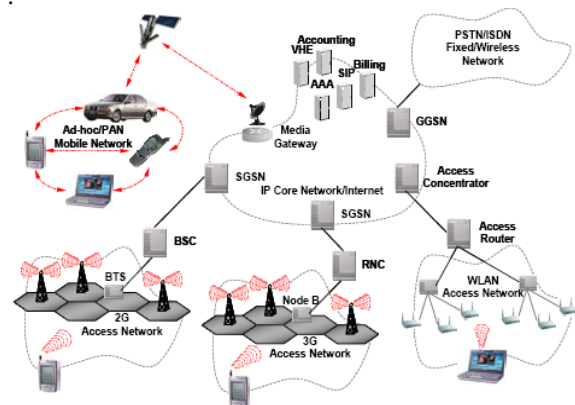 .
Accounting
VHE
SIP
Billing
AAA
PSTN/ISDN
Fixed/Wireless
Network
Ad-hoc/PAN
Mobile Network
Media
Gateway
GGSN
SGSN
IP Core Network/Internet
Access
Concentrator
SGSN
BSC
RNC
Access
Router
BTS
Node B
WLAN
Access Network
2G
Access Network
3G
Access Network